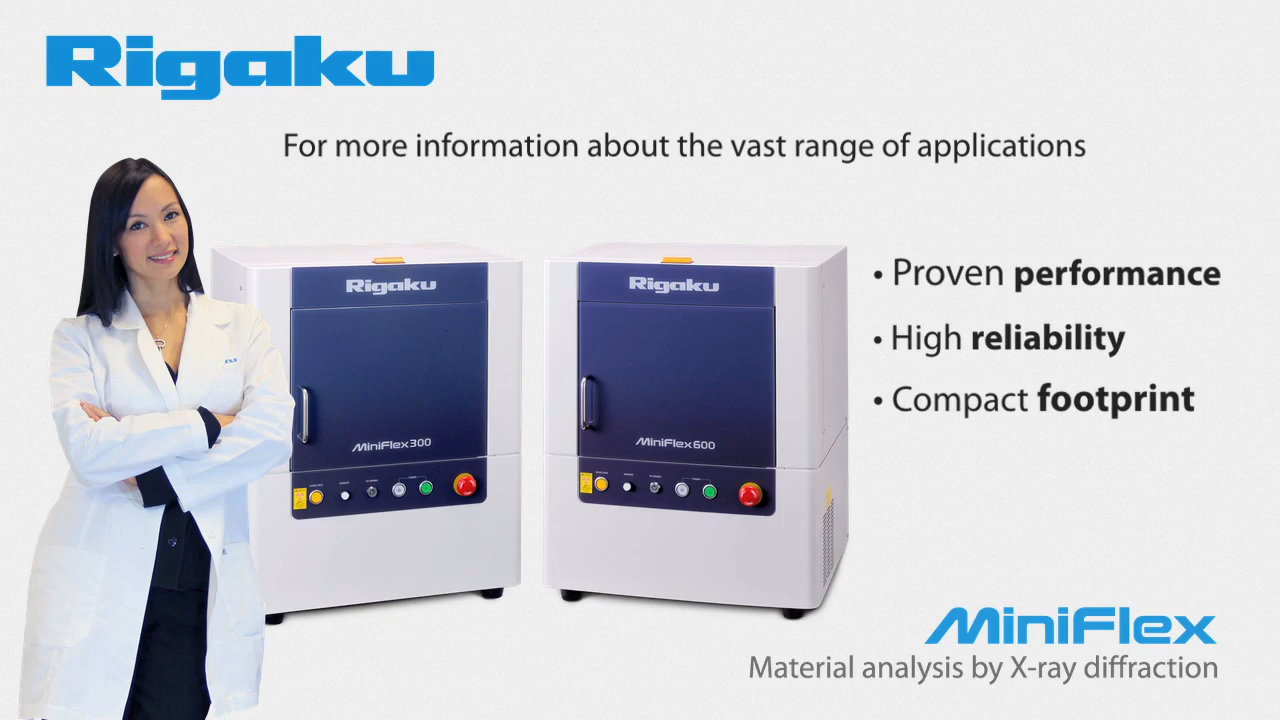 Rigaku
For more information about the vast range of applications
Rigaku
Rigaku
• Proven performance
• High reliability
• Compact footprint
MiniFlex300
MiniFlex600
MiniFlex
Material analysis by X-ray diffraction